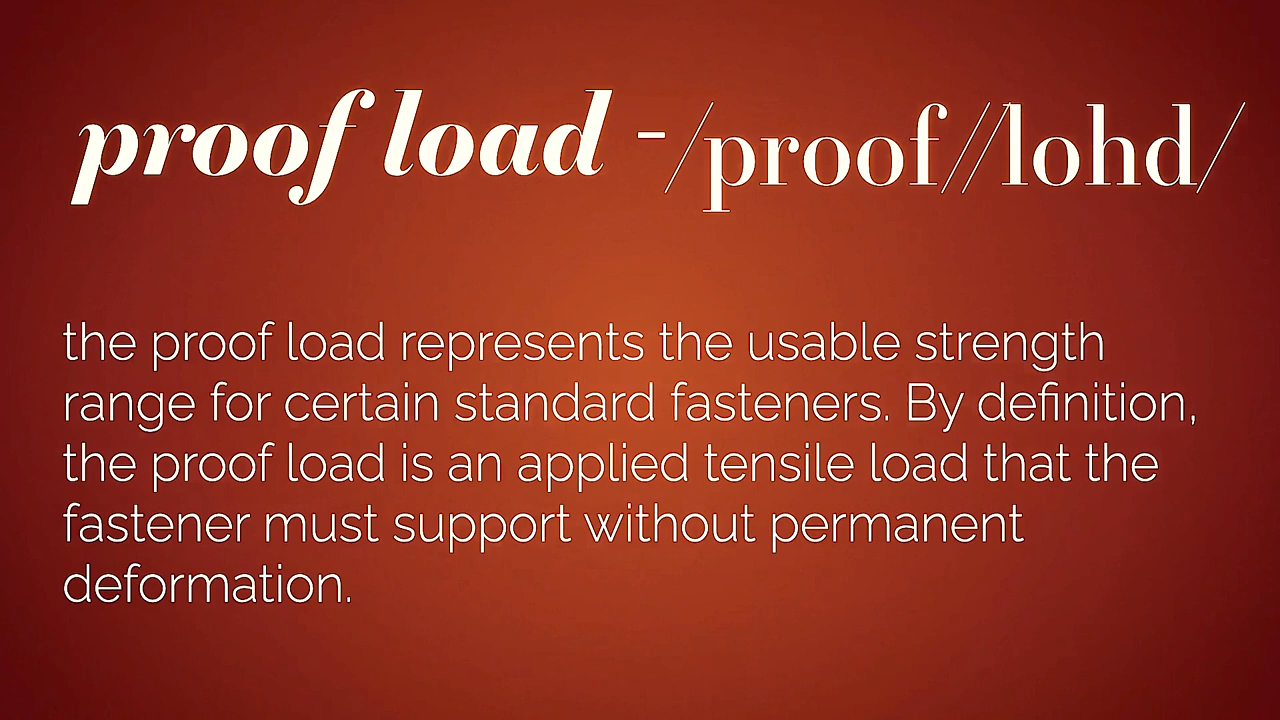 proof load -/proof//lohd/
the proof load represents the usable strength
range for certain standard fasteners. By definition,
the proof load is an applied tensile load that the
fastener must support without permanent
deformation.